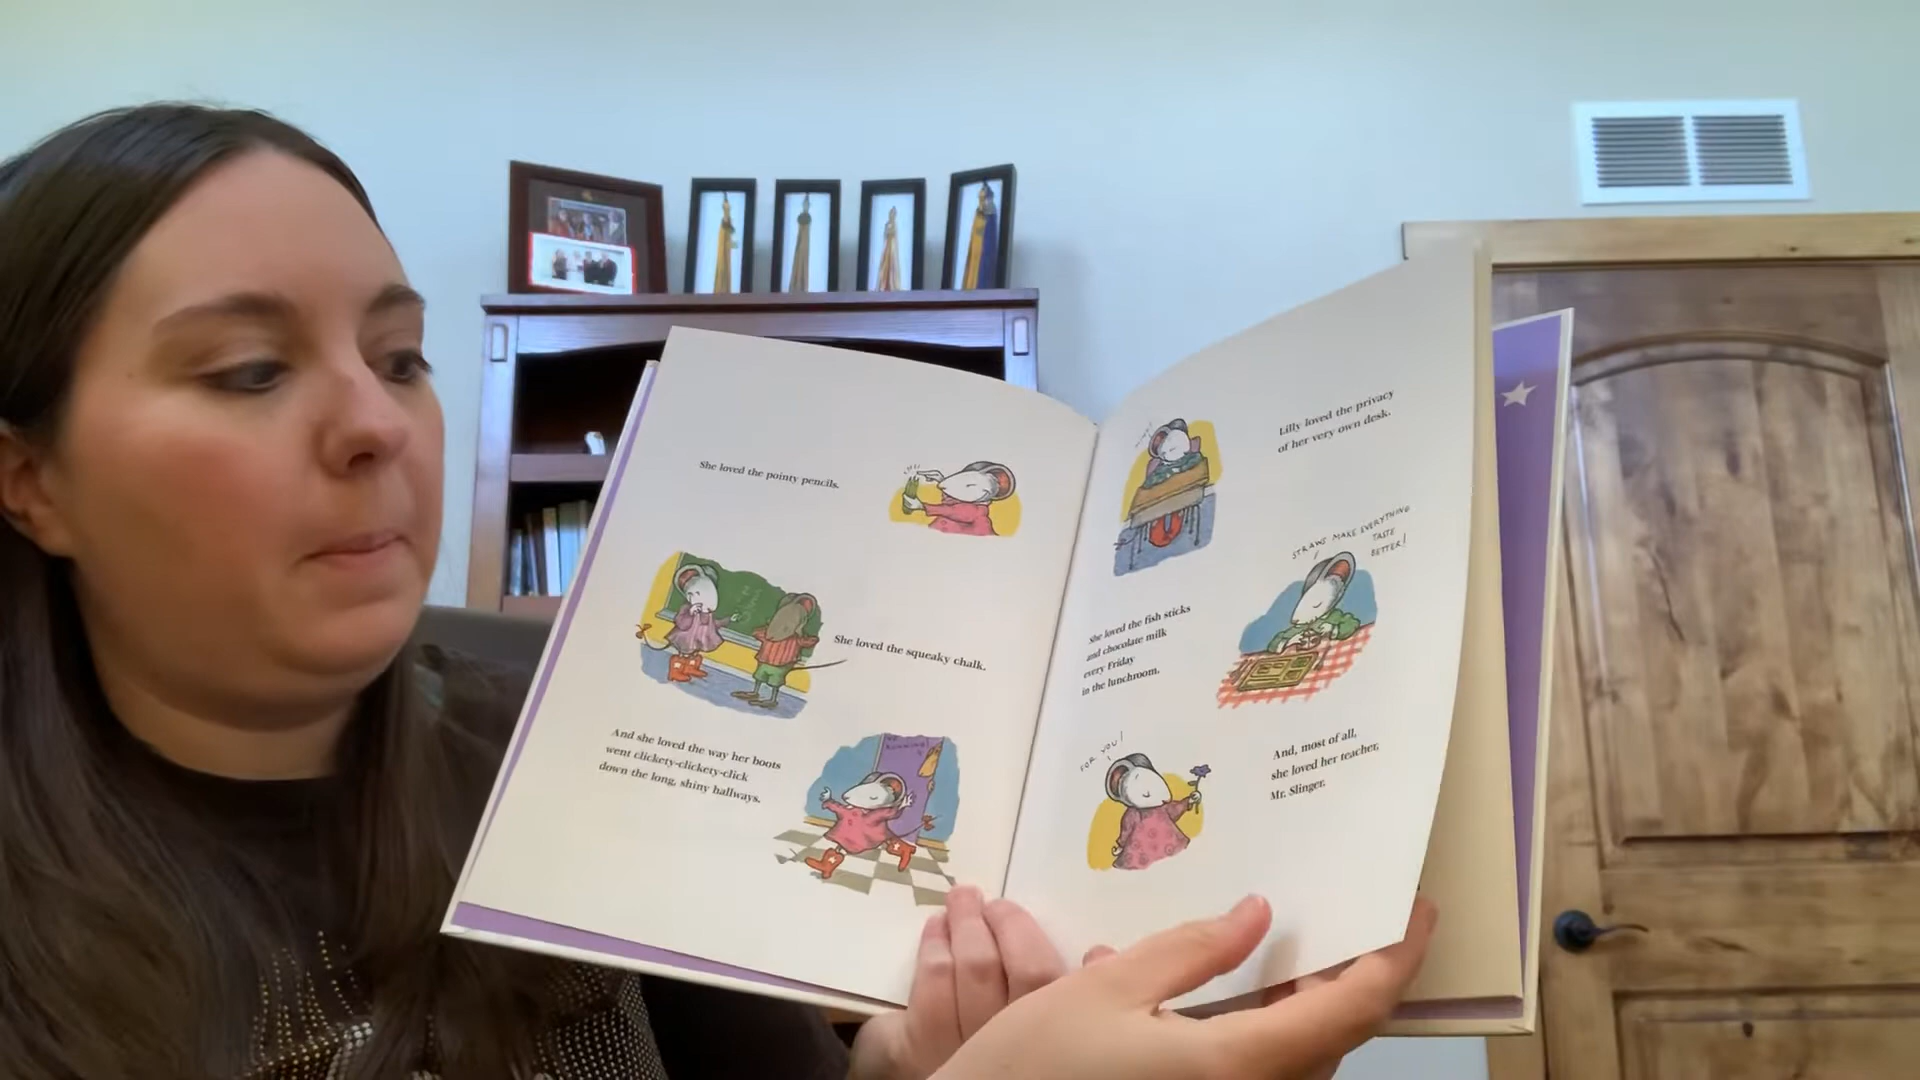 She loved the pointy pencils.
She loved the squeaky chalk.
And she loved the way her boots
went clickety-clickety-click
down the long, shiny hallways.
Lilly loved the privacy
of her very own desk.
STRAWS MAKE EVERYTHING
TASTE
BETTER!
She loved the fish sticks
and chocolate milk
every Friday
in the lunchroom.
FOR YOU!
And, most of all,
she loved her teacher,
Mr. Slinger.